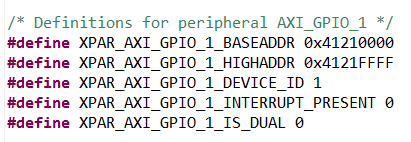 /* Definitions for peripheral AXI_GPIO_1 */
#define XPAR_AXI_GPIO_1_BASEADDR 0x41210000
#define XPAR_AXI_GPIO_1_HIGHADDR 0x4121FFFF
#define XPAR_AXI_GPIO_1_DEVICE_ID 1
#define XPAR_AXI_GPIO_1_INTERRUPT_PRESENT 0
#define XPAR_AXI_GPIO_1_IS_DUAL 0